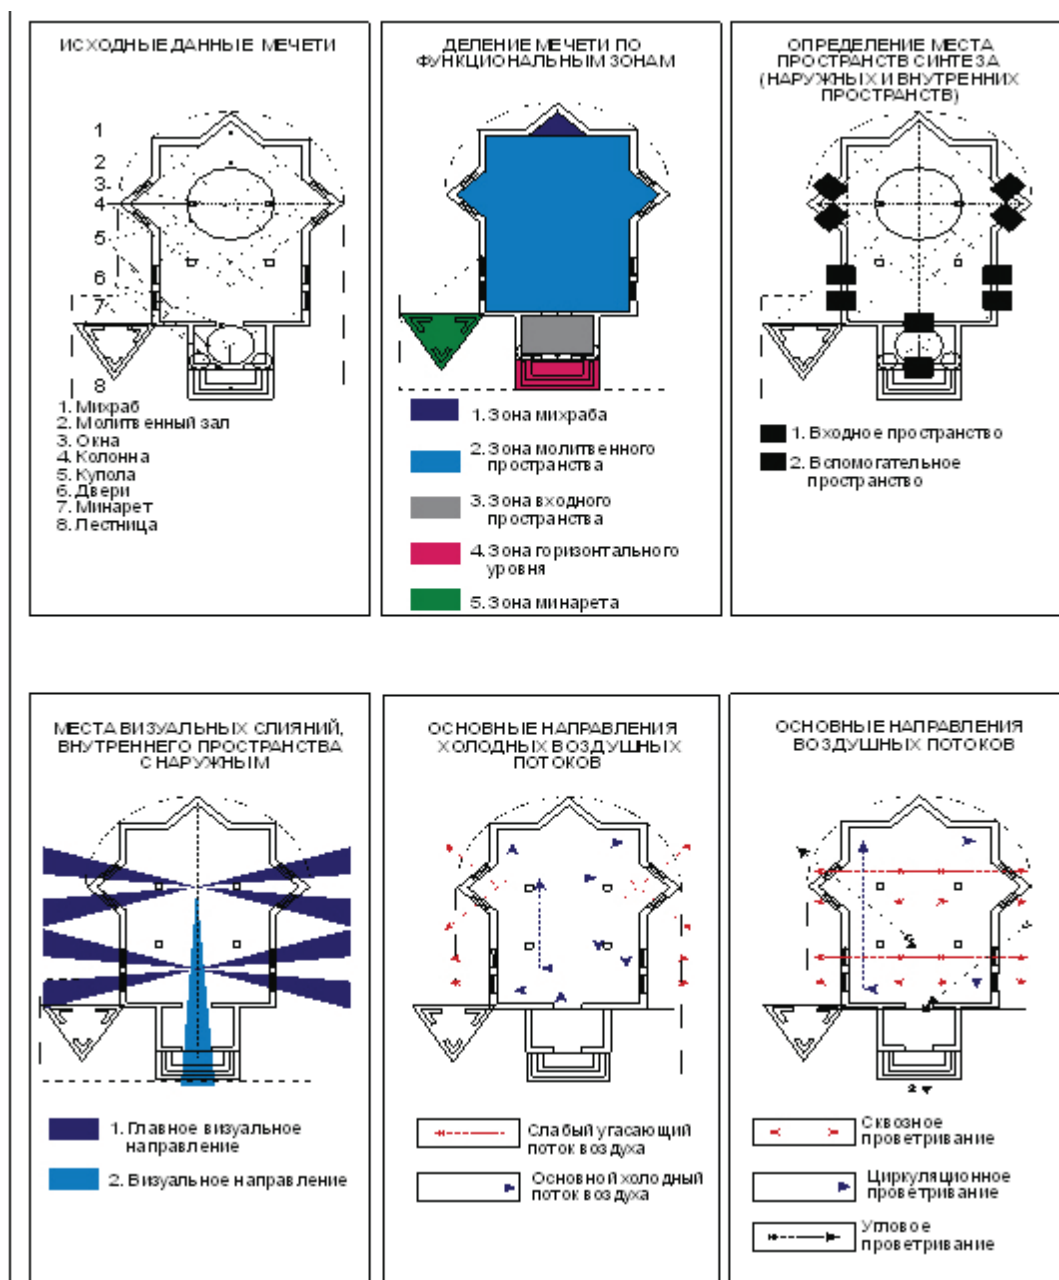 ИСХОДНЫЕ ДАННЫЕ МЕЧЕТИ
1
2
3
4
5
6
7
8
1. Михраб
2. Молитвенный зал
3. Окна
4. Колонна
5. Купола
6. Двери
7. Минарет
8. Лестница
ДЕЛЕНИЕ МЕЧЕТИ ПО
ФУНКЦИОНАЛЬНЫМ ЗОНАМ
1. Зона михраба
2. Зона молитвенного
пространства
3. Зона входного
пространства
4. Зона горизонтального
уровня
5. Зона минарета
ОПРЕДЕЛЕНИЕ МЕСТА
ПРОСТРАНСТВ СИНТЕЗА
(НАРУЖНЫХ И ВНУТРЕННИХ
ПРОСТРАНСТВ)
1. Входное пространство
2. Вспомогательное
пространство
МЕСТА ВИЗУАЛЬНЫХ СЛИЯНИЙ,
ВНУТРЕННЕГО ПРОСТРАНСТВА
С НАРУЖНЫМ
1. Главное визуальное
направление
2. Визуальное направление
ОСНОВНЫЕ НАПРАВЛЕНИЯ
ХОЛОДНЫХ ВОЗДУШНЫХ
ПОТОКОВ
Слабый угасающий
поток воздуха
Основной холодный
поток воздуха
ОСНОВНЫЕ НАПРАВЛЕНИЯ
ВОЗДУШНЫХ ПОТОКОВ
2
Сквозное
проветривание
Циркуляционное
проветривание
Угловое
проветривание